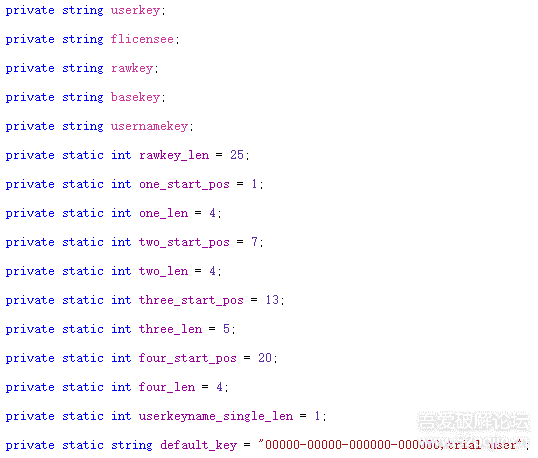 private string userkey;
private string flicensee;
private string rawkey;
private string basekey;
private string usernamekey;
private static int rawkey_len = 25;
private static int one_start_pos = 1;
private static int one_len = 4;
private static int two_start_pos = 7;
private static int two_len = 4;
private static int three_start_pos = 13;
private static int three_len = 5;
private static int four_start_pos = 20;
private static int four_len = 4;
private static int userkeyname_single_len = 1;
吾爱破解论坛
private static string default_key = "00000-00000-000000-000000,trial user";